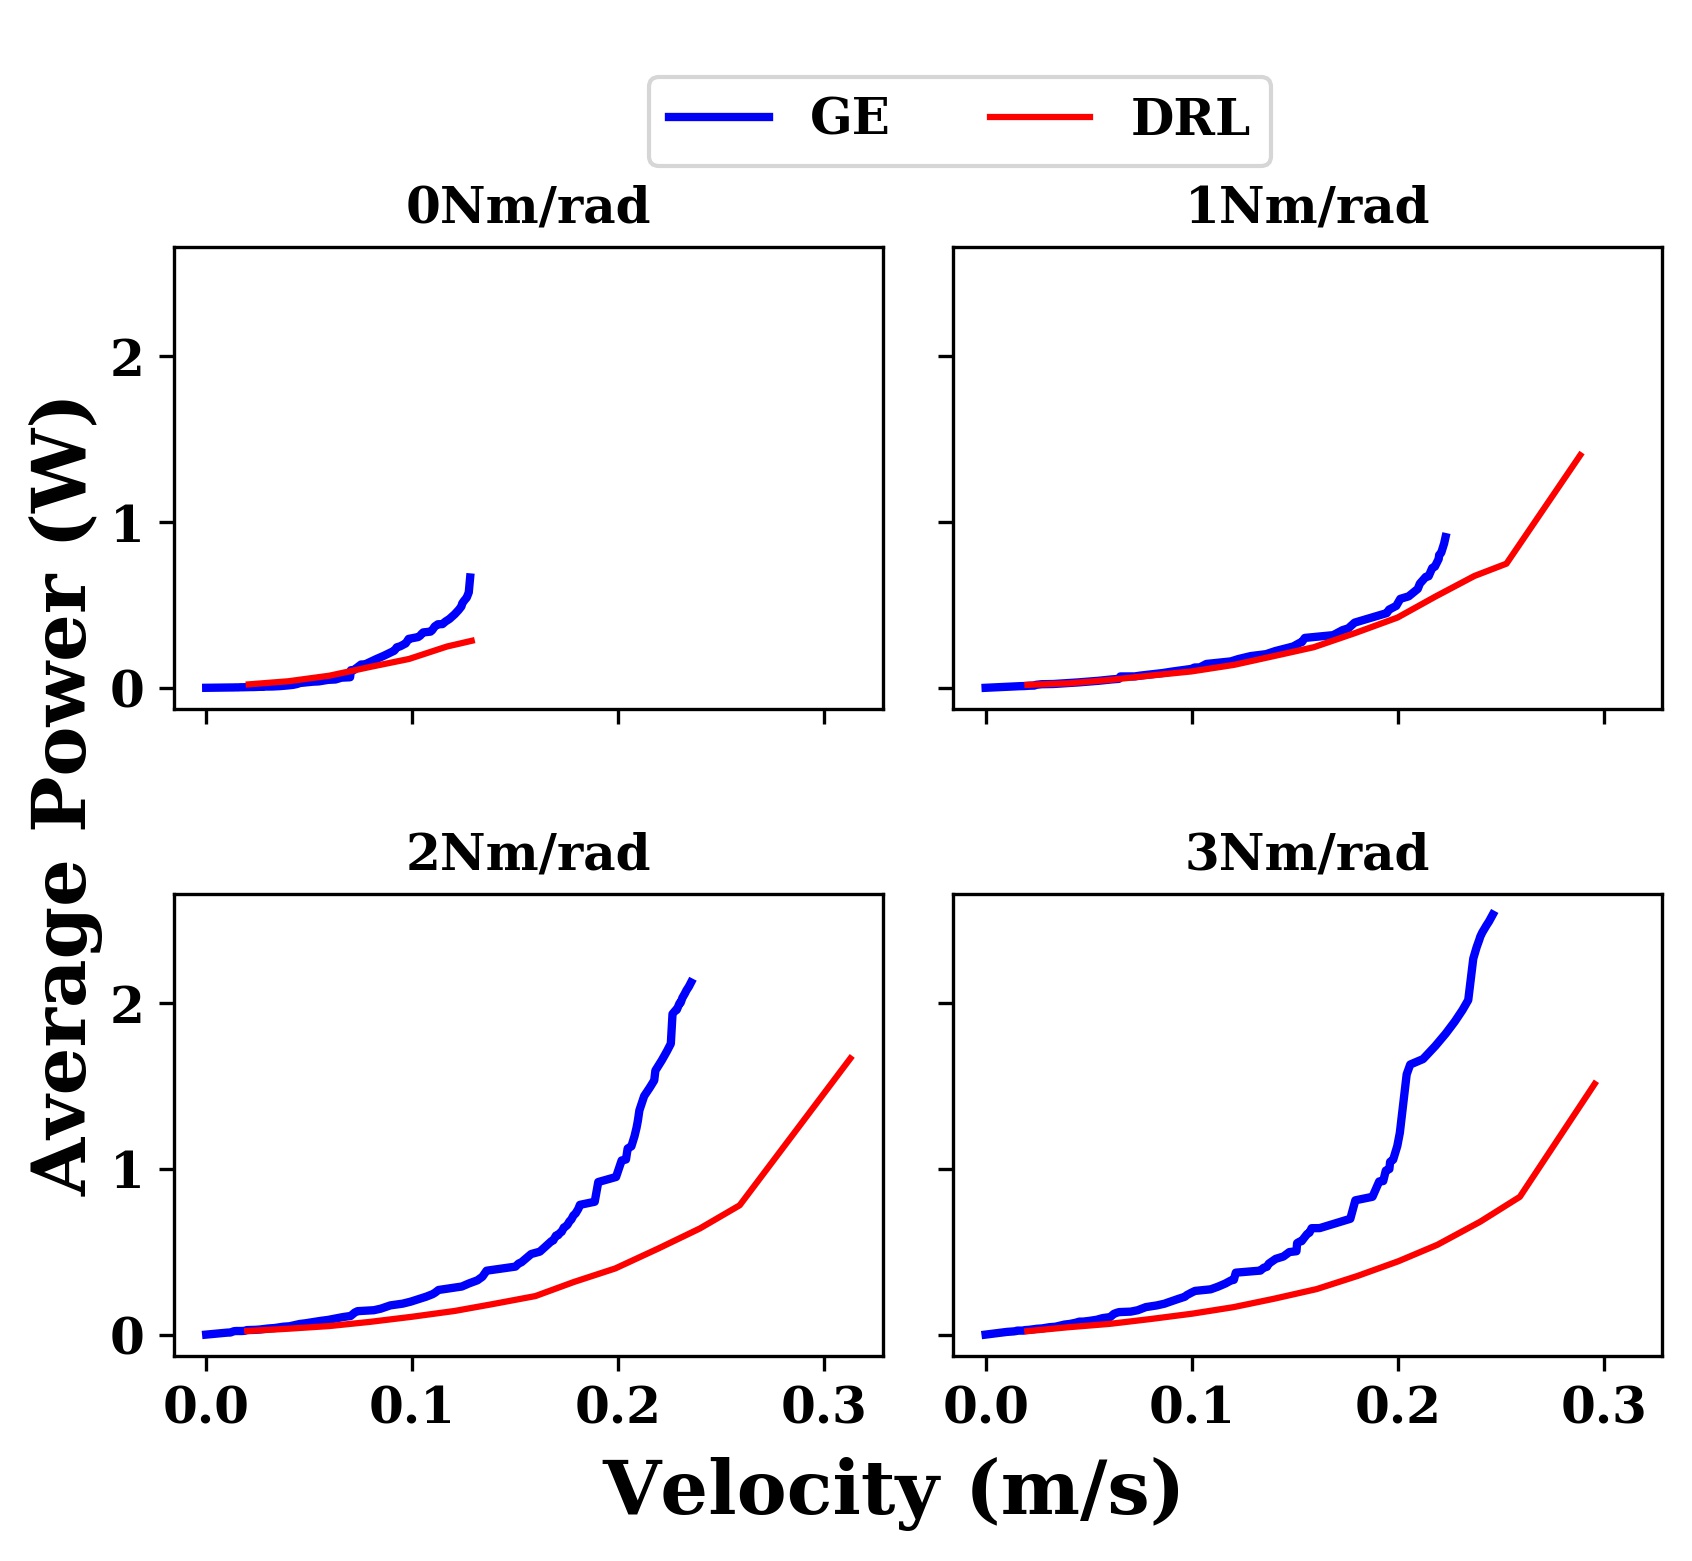 GE DRL
0Nm/rad
1Nm/rad
2
1
0
2Nm/rad
3Nm/rad
2
1
0
0.0 0.1 0.2 0.3
0.0 0.1 0.2 0.3
Average Power (W)
Velocity (m/s)